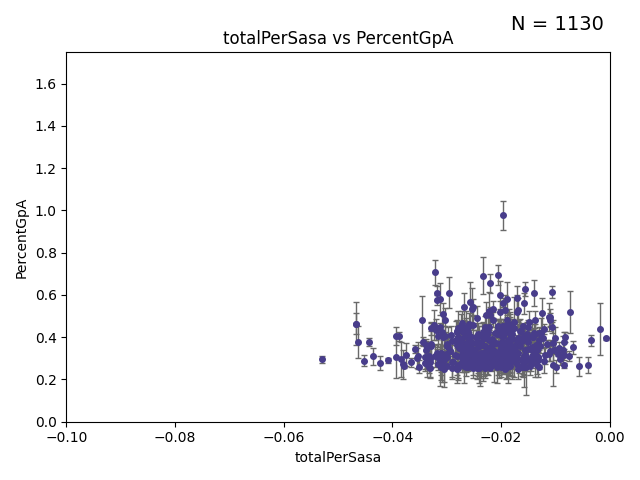 N = 1130
totalPerSasa vs PercentGpA
PercentGpA
1.6
1.4
1.2
1.0
0.8
0.6
0.4
0.2
0.0
−0.10 −0.08 −0.06 −0.04 −0.02 0.00
totalPerSasa